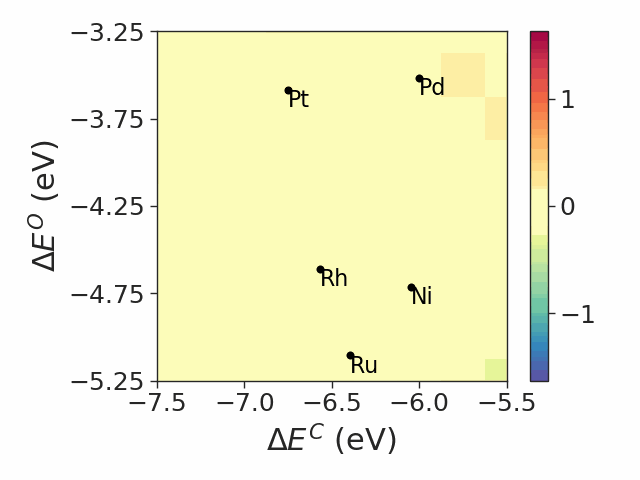 −3.25
−3.75
−4.25
−4.75
−5.25
ΔE^O (eV)
Pt
Pd
Rh
Ni
Ru
−7.5 −7.0 −6.5 −6.0 −5.5
ΔE^C (eV)
1
0
−1